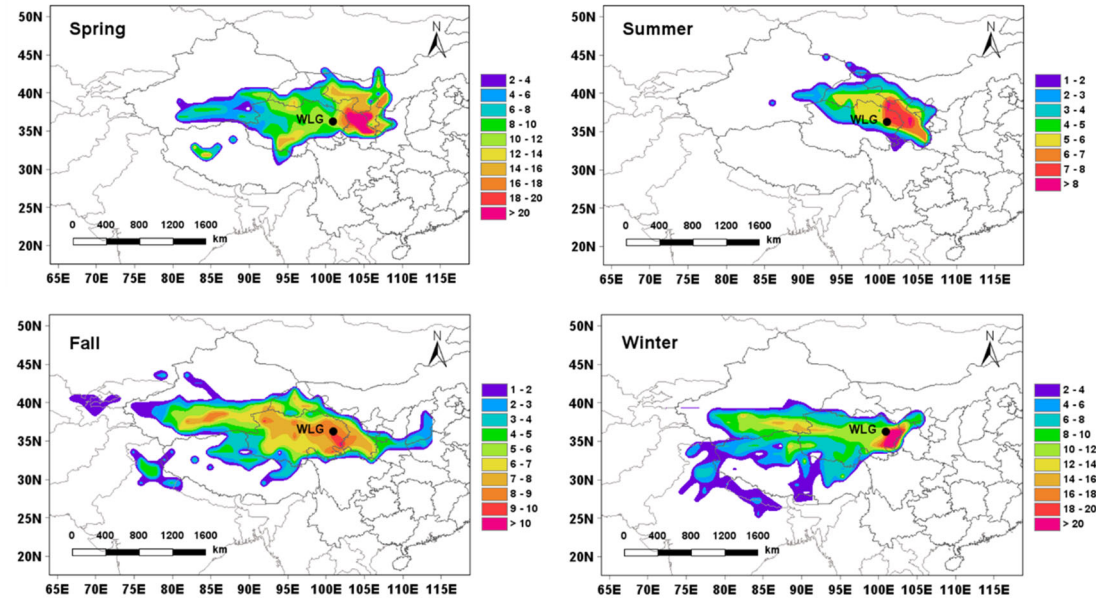 Spring
N
50N
45N
40N
35N
30N
25N
20N
WLG
0 400 800 1200 1600
km
65E 70E 75E 80E 85E 90E 95E 100E 105E 110E 115E
2 - 4
4 - 6
6 - 8
8 - 10
10 - 12
12 - 14
14 - 16
16 - 18
18 - 20
> 20
Summer
N
50N
45N
40N
35N
30N
25N
20N
WLG
0 400 800 1200 1600
km
65E 70E 75E 80E 85E 90E 95E 100E 105E 110E 115E
1 - 2
2 - 3
3 - 4
4 - 5
5 - 6
6 - 7
7 - 8
> 8
Fall
N
50N
45N
40N
35N
30N
25N
20N
WLG
0 400 800 1200 1600
km
65E 70E 75E 80E 85E 90E 95E 100E 105E 110E 115E
1 - 2
2 - 3
3 - 4
4 - 5
5 - 6
6 - 7
7 - 8
8 - 9
9 - 10
> 10
Winter
N
50N
45N
40N
35N
30N
25N
20N
WLG
0 400 800 1200 1600
km
65E 70E 75E 80E 85E 90E 95E 100E 105E 110E 115E
2 - 4
4 - 6
6 - 8
8 - 10
10 - 12
12 - 14
14 - 16
16 - 18
18 - 20
> 20